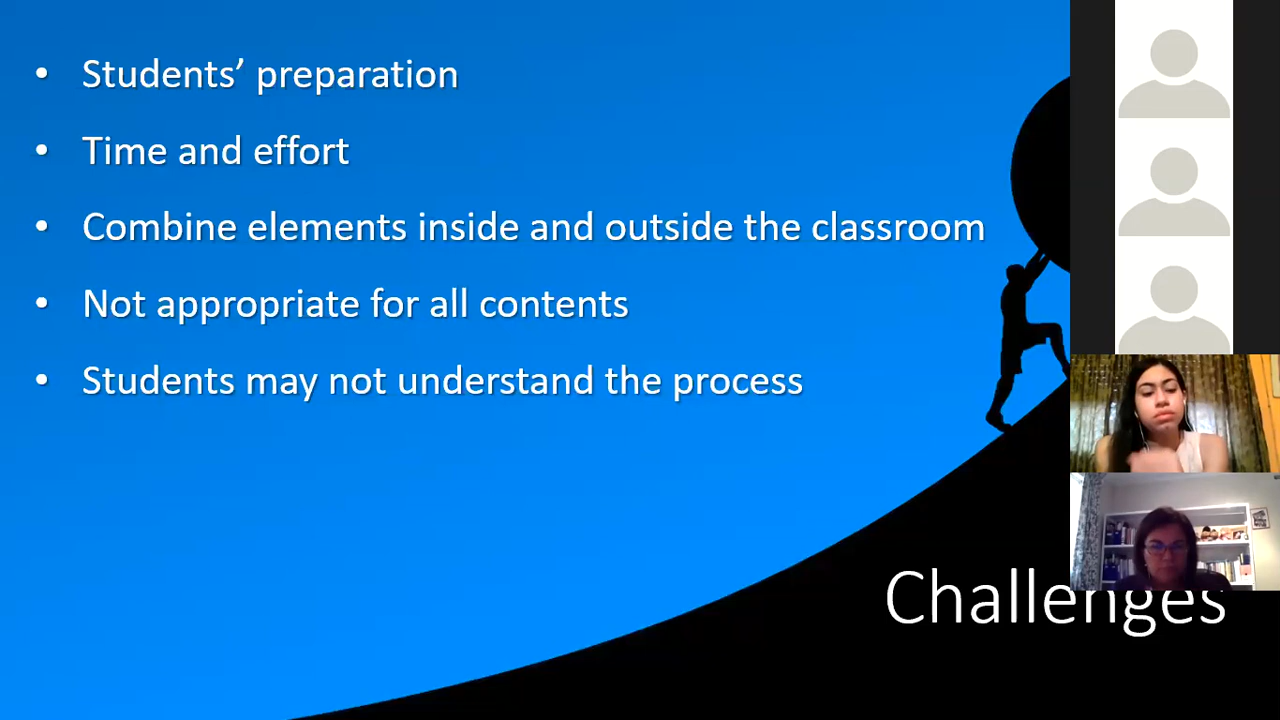 • Students’ preparation
• Time and effort
• Combine elements inside and outside the classroom
• Not appropriate for all contents
• Students may not understand the process
Challenges